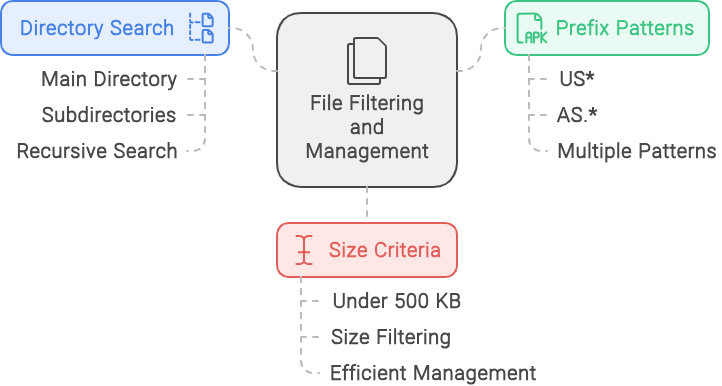 Directory Search
Main Directory
Subdirectories
Recursive Search
File Filtering
and
Management
APK
Prefix Patterns
US*
AS.*
Multiple Patterns
Size Criteria
Under 500 KB
Size Filtering
Efficient Management